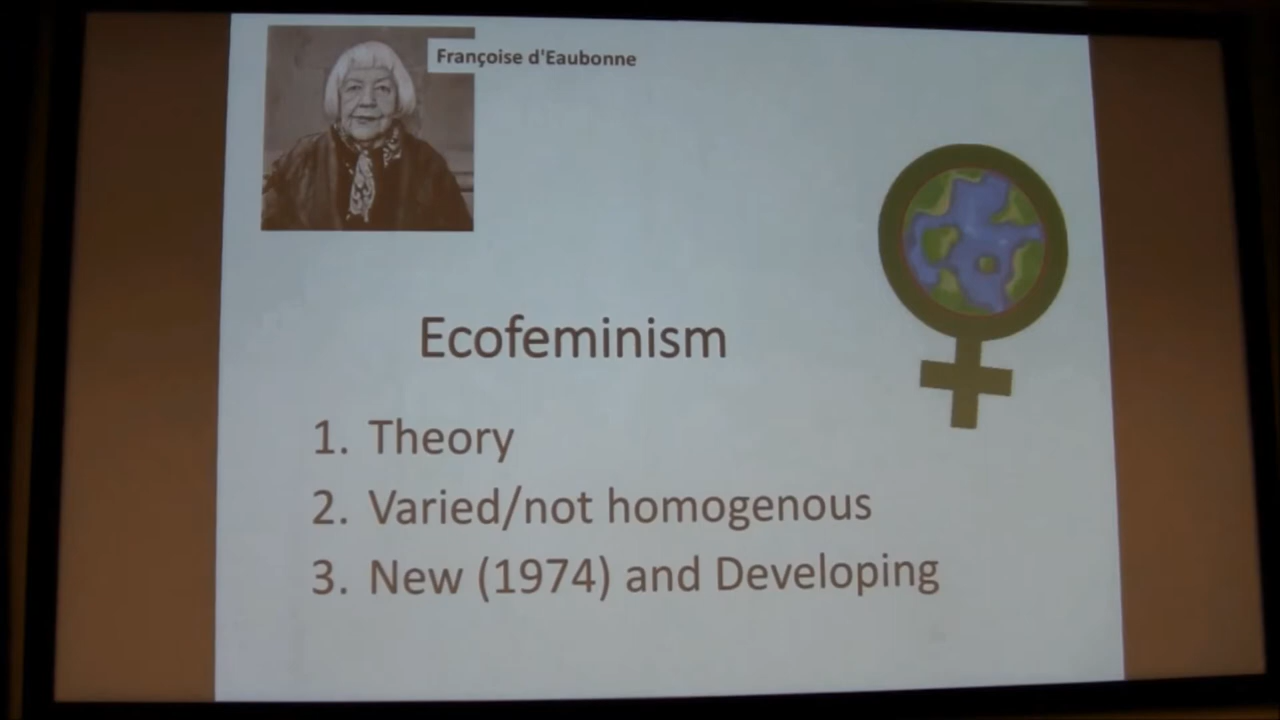 Françoise d'Eaubonne
Ecofeminism
1. Theory
2. Varied/not homogenous
3. New (1974) and Developing